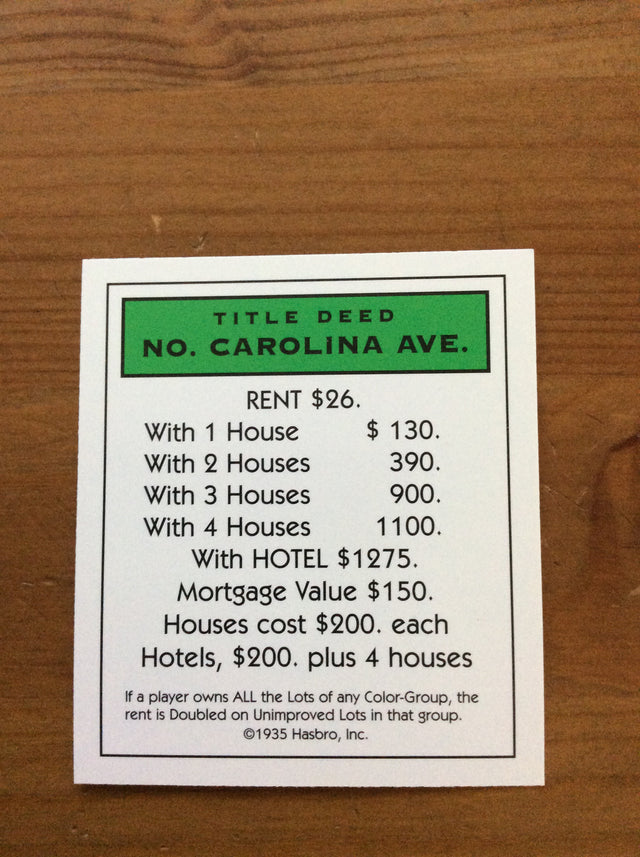 TITLE DEED
NO. CAROLINA AVE.
RENT $26.
With 1 House $ 130.
With 2 Houses 390.
With 3 Houses 900.
With 4 Houses 1100.
With HOTEL $1275.
Mortgage Value $150.
Houses cost $200. each
Hotels, $200. plus 4 houses
If a player owns ALL the Lots of any Color-Group, the
rent is Doubled on Unimproved Lots in that group.
©1935 Hasbro, Inc.